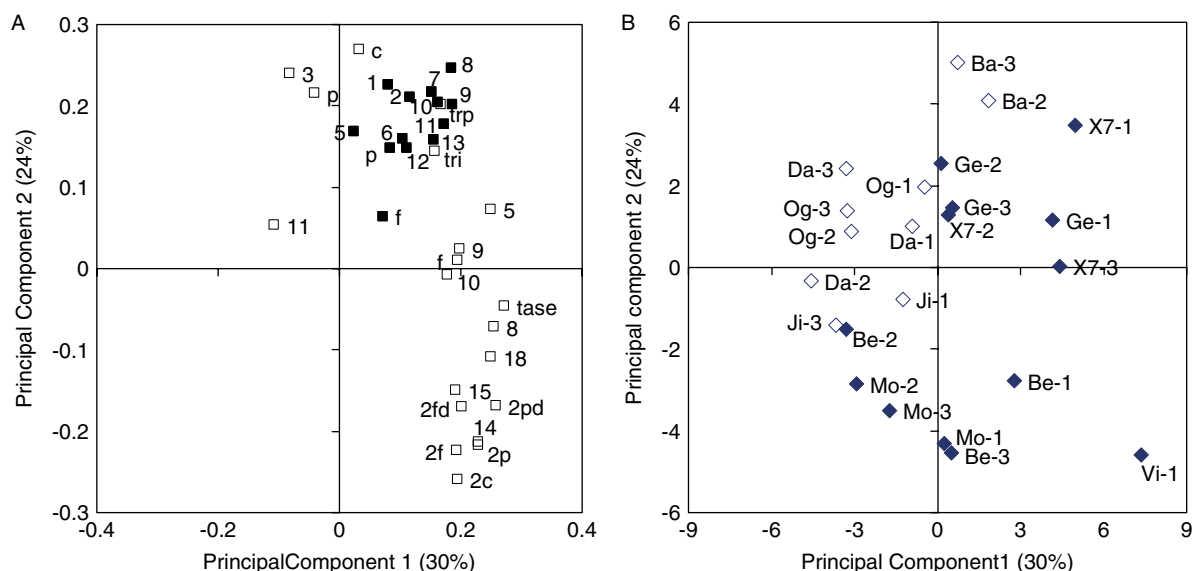 A
0.3
0.2
0.1
0
-0.1
-0.2
-0.3
-0.4
-0.2
0
0.2
0.4
Principal Component 2 (24%)
PrincipalComponent 1 (30%)
c
3
p
8
1
7
2
9
10
trp
5
6
11
13
p
12
tri
11
f
5
9
f
10
tase
8
18
15
2fd
2pd
14
2f
2p
2c
B
6
4
2
0
-2
-4
-6
-9
-6
-3
0
3
6
9
Principal component 2 (24%)
Principal Component1 (30%)
Ba-3
Ba-2
X7-1
Ge-2
Da-3
Og-1
Og-3
Ge-3
Ge-1
Og-2
Da-1
X7-2
X7-3
Da-2
Ji-1
Ji-3
Be-2
Mo-2
Be-1
Mo-3
Mo-1
Be-3
Vi-1